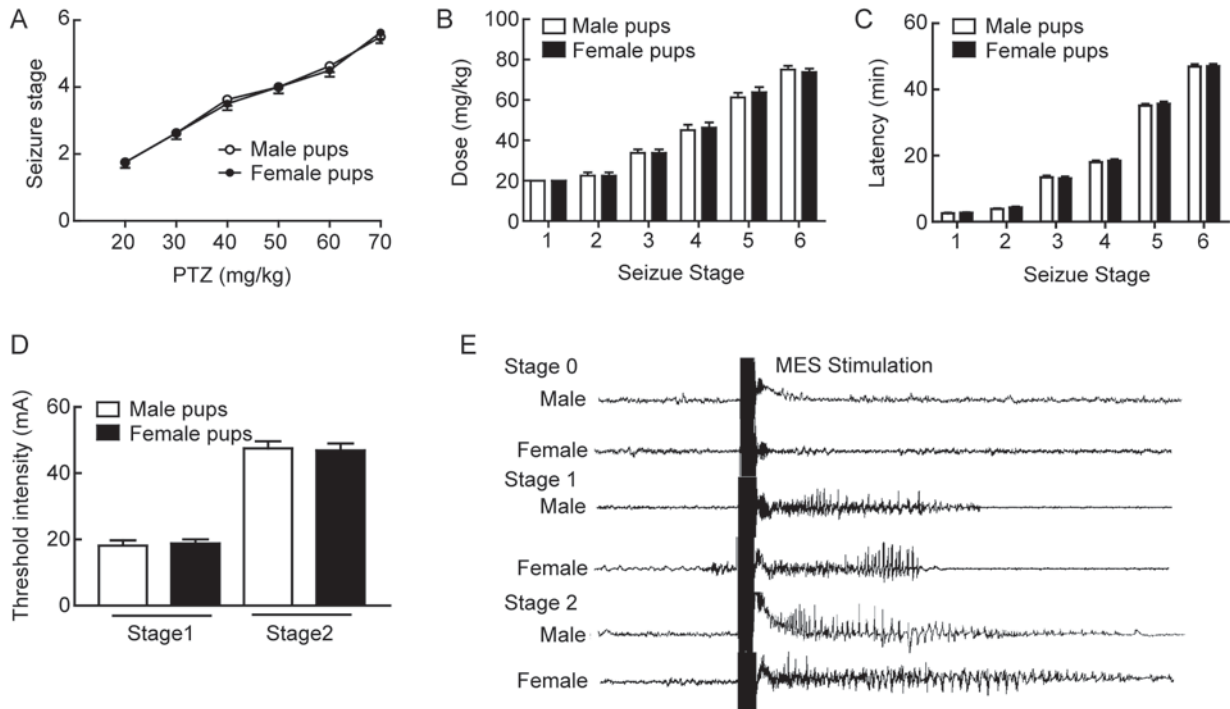 A
6
4
2
0
Seizure stage
Male pups
Female pups
20 30 40 50 60 70
PTZ (mg/kg)
B
100
80
60
40
20
0
Dose (mg/kg)
Male pups
Female pups
1 2 3 4 5 6
Seizue Stage
C
60
40
20
0
Latency (min)
Male pups
Female pups
1 2 3 4 5 6
Seizue Stage
D
60
40
20
0
Threshold intensity (mA)
Male pups
Female pups
Stage1 Stage2
E
Stage 0 MES Stimulation
Male
Female
Stage 1
Male
Female
Stage 2
Male
Female